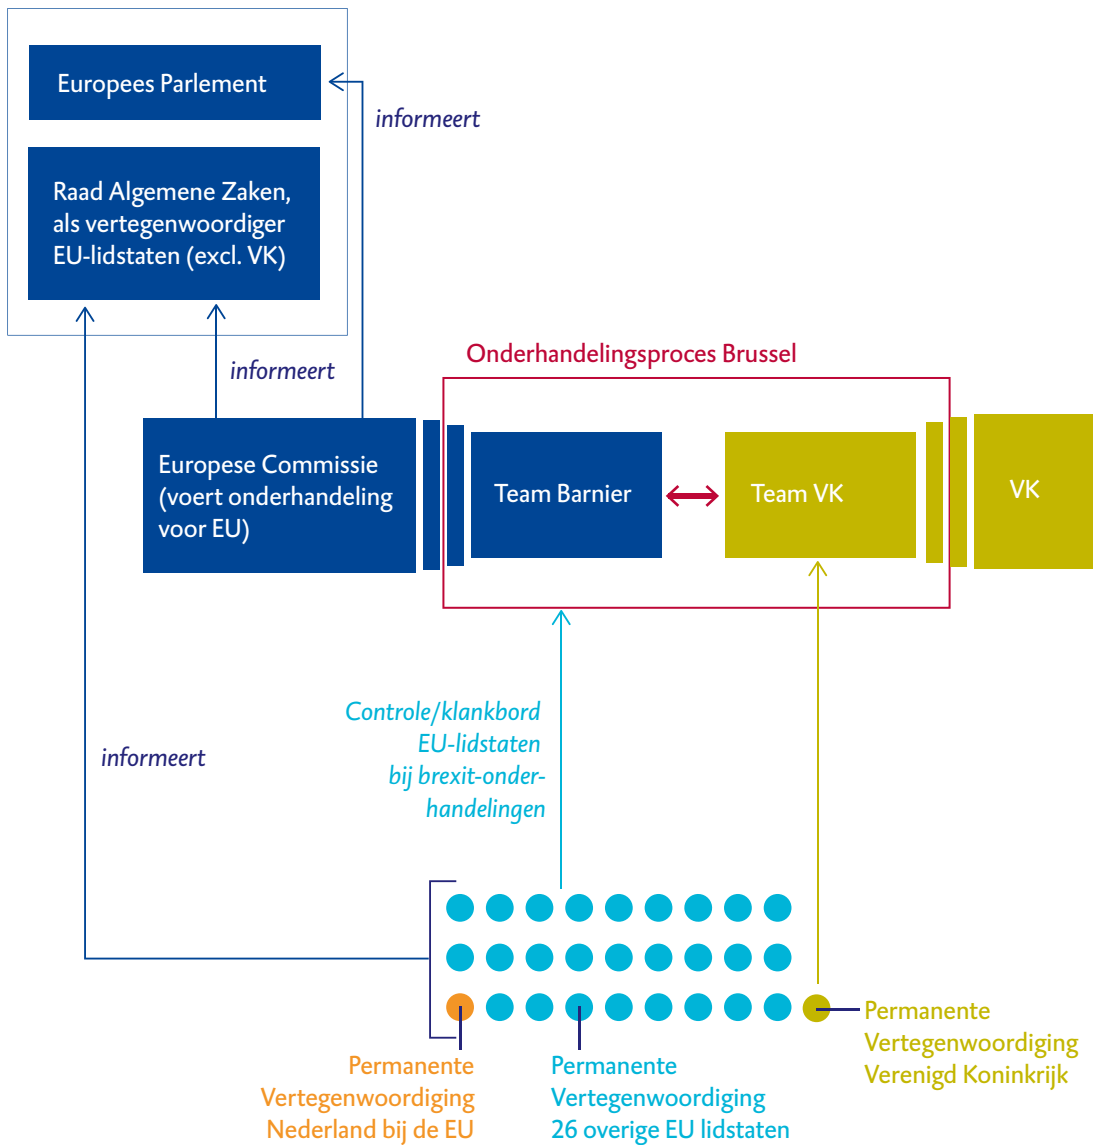 Europees Parlement
informeert
Raad Algemene Zaken,
als vertegenwoordiger
EU-lidstaten (excl. VK)
informeert
Onderhandelingsproces Brussel
Europese Commissie
(voert onderhandeling
voor EU)
Team Barnier
Team VK
VK
Controle/klankbord
EU-lidstaten
bij brexit-onder-
handelingen
informeert
Permanente
Vertegenwoordiging
Nederland bij de EU
Permanente
Vertegenwoordiging
26 overige EU lidstaten
Permanente
Vertegenwoordiging
Verenigd Koninkrijk